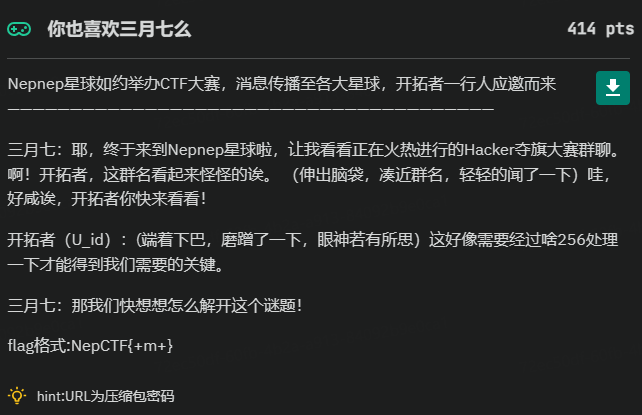 你也喜欢三月七么
414 pts
Nepnep星球如约举办CTF大赛，消息传播至各大星球，开拓者一行人应邀而来
———————————————————————————————————————
三月七：耶，终于来到Nepnep星球啦，让我看看正在火热进行的Hacker夺旗大赛群聊。
啊！开拓者，这群名看起来怪怪的诶。 （伸出脑袋，凑近群名，轻轻的闻了一下）哇，
好咸诶，开拓者你快来看看！
开拓者（U_id）：（端着下巴，磨蹭了一下，眼神若有所思）这好像需要经过啥256处理
一下才能得到我们需要的关键。
三月七：那我们快想想怎么解开这个谜题！
flag格式:NepCTF{+m+}
hint:URL为压缩包密码